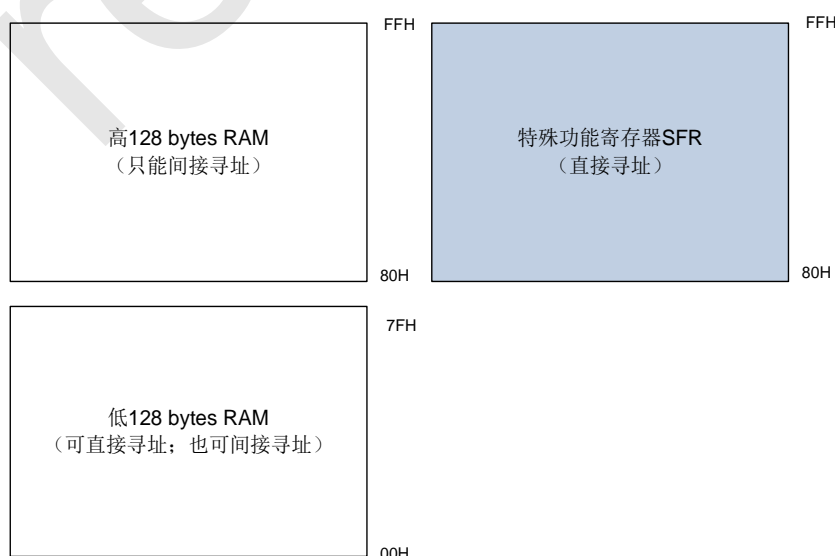 FFH
FFH
高128 bytes RAM
（只能间接寻址）
特殊功能寄存器SFR
（直接寻址）
80H
80H
7FH
低128 bytes RAM
（可直接寻址；也可间接寻址）
00H